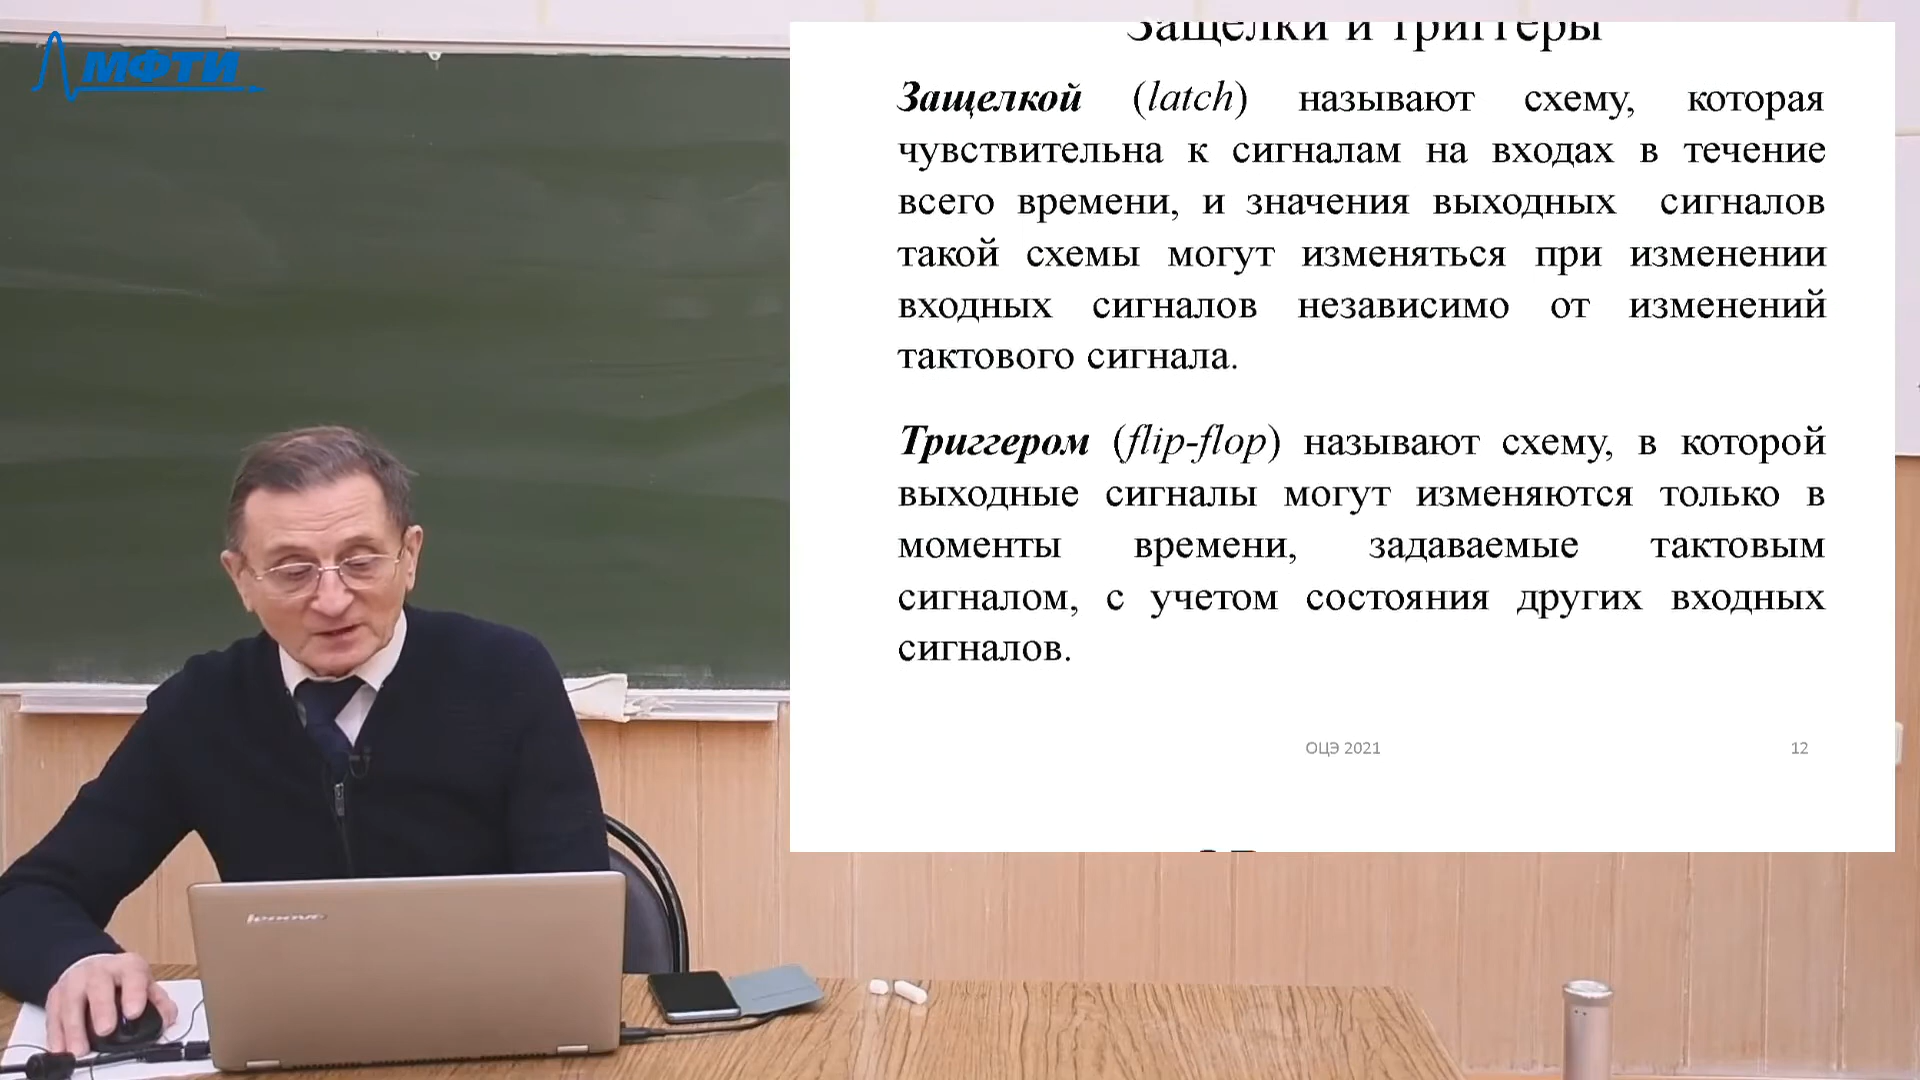 МФТИ
Защелки и триггеры
Защелкой (latch) называют схему, которая
чувствительна к сигналам на входах в течение
всего времени, и значения выходных сигналов
такой схемы могут изменяться при изменении
входных сигналов независимо от изменений
тактового сигнала.
Триггером (flip-flop) называют схему, в которой
выходные сигналы могут изменяются только в
моменты времени, задаваемые тактовым
сигналом, с учетом состояния других входных
сигналов.
ОЦЭ 2021
12
lenovo